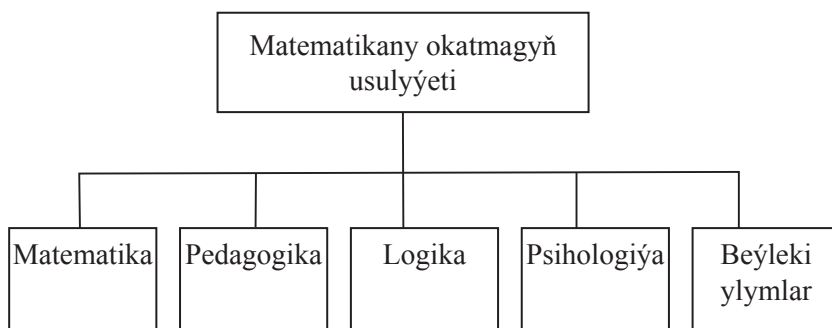 Matematikany okatmagyň
usulyýeti
Matematika
Pedagogika
Logika
Psihologiýa
Beýleki
ylymlar